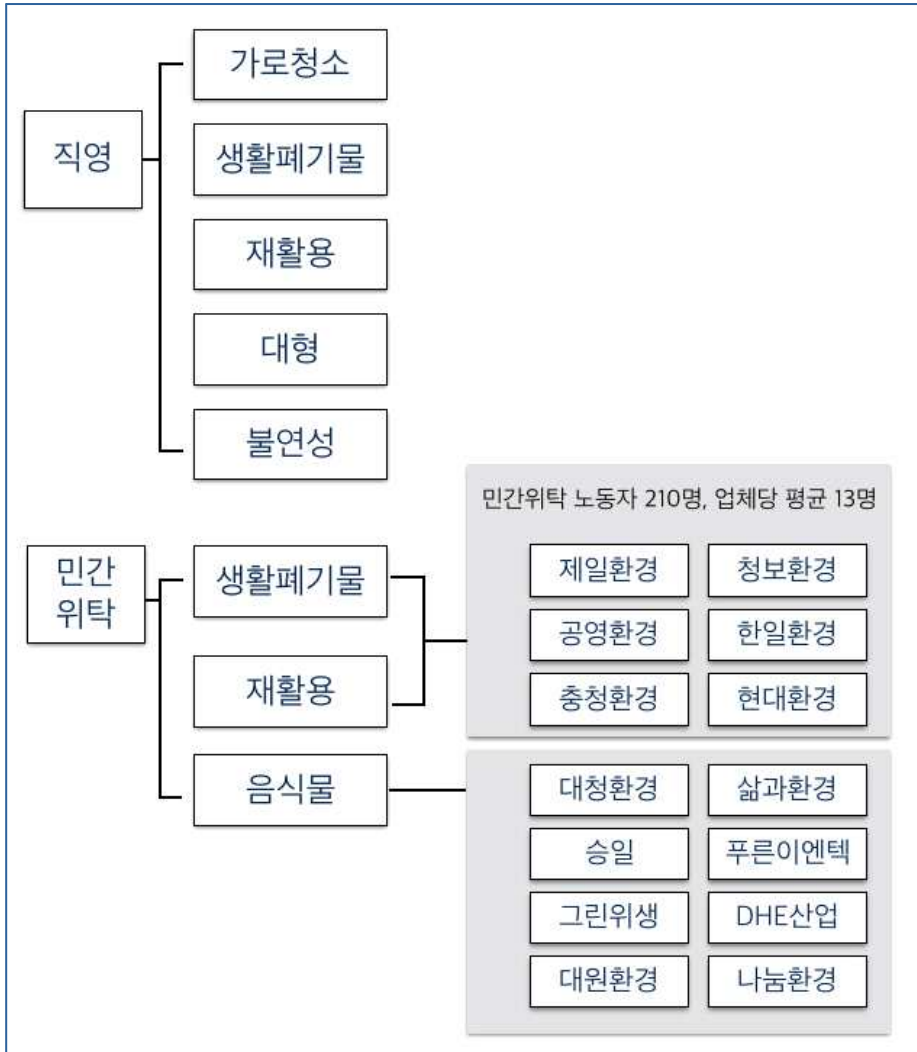 직영
가로청소
생활폐기물
재활용
대형
불연성
민간
위탁
생활폐기물
재활용
음식물
민간위탁 노동자 210명, 업체당 평균 13명
제일환경 청보환경
공영환경 한일환경
충청환경 현대환경
대청환경 삶과환경
승일 푸른이엔텍
그린위생 DHE산업
대원환경 나눔환경